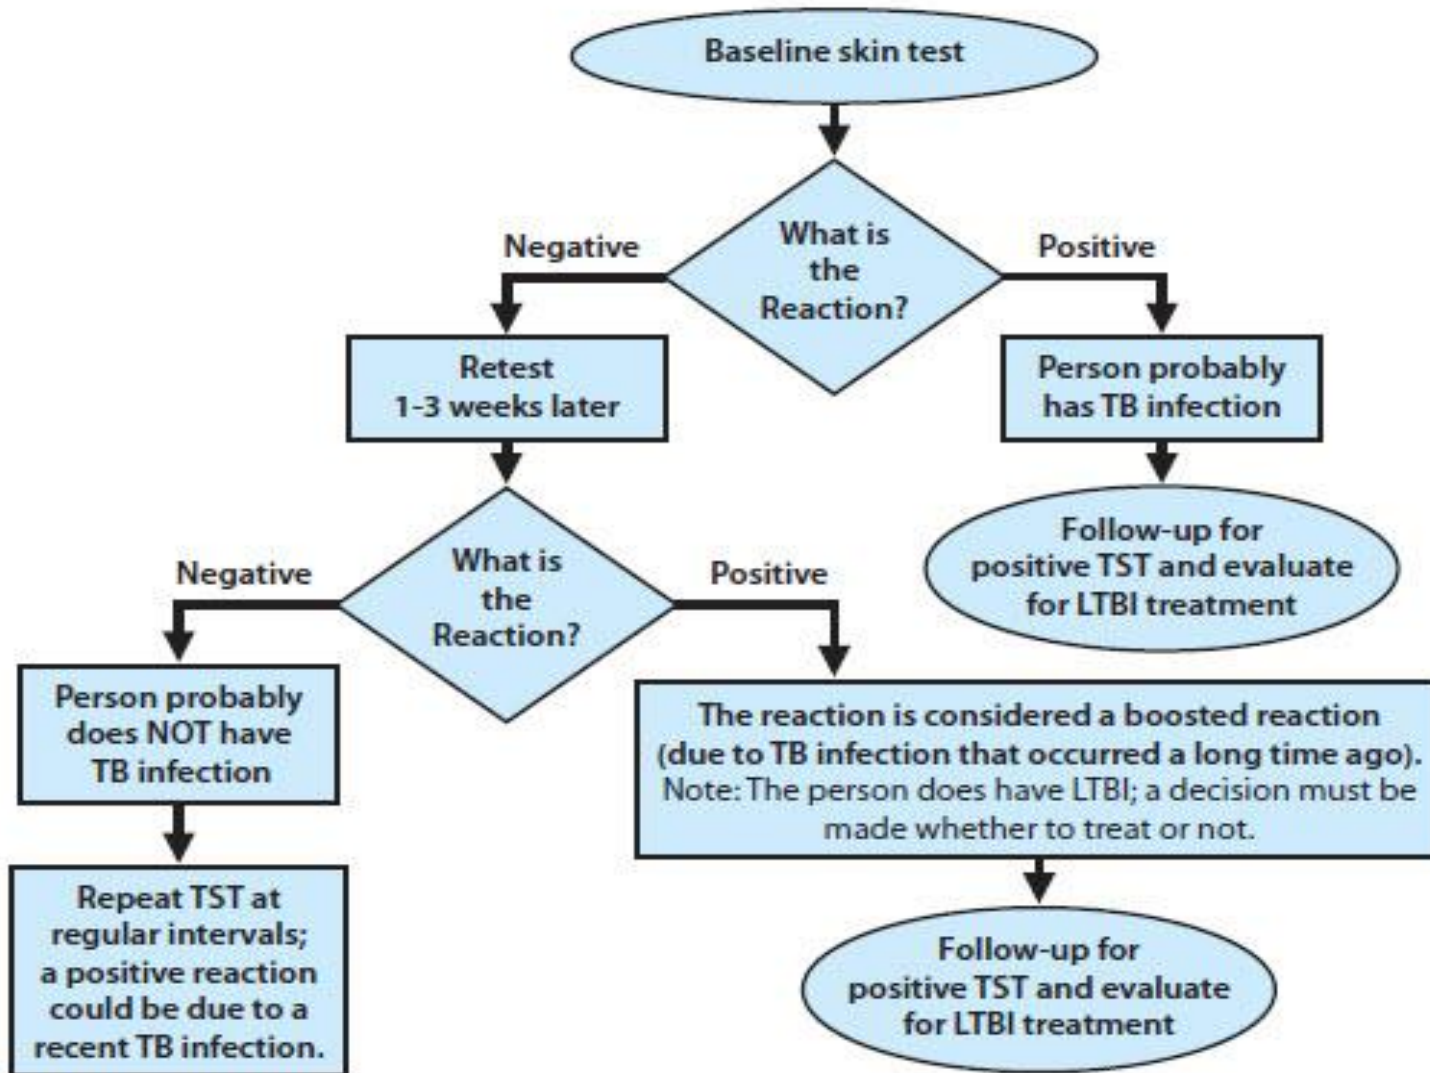 Baseline skin test
What is
the
Reaction?
Negative
Positive
Retest
1-3 weeks later
Person probably
has TB infection
Follow-up for
positive TST and evaluate
for LTBI treatment
What is
the
Reaction?
Negative
Positive
Person probably
does NOT have
TB infection
The reaction is considered a boosted reaction
(due to TB infection that occurred a long time ago).
Note: The person does have LTBI; a decision must be
made whether to treat or not.
Repeat TST at
regular intervals;
a positive reaction
could be due to a
recent TB infection.
Follow-up for
positive TST and evaluate
for LTBI treatment